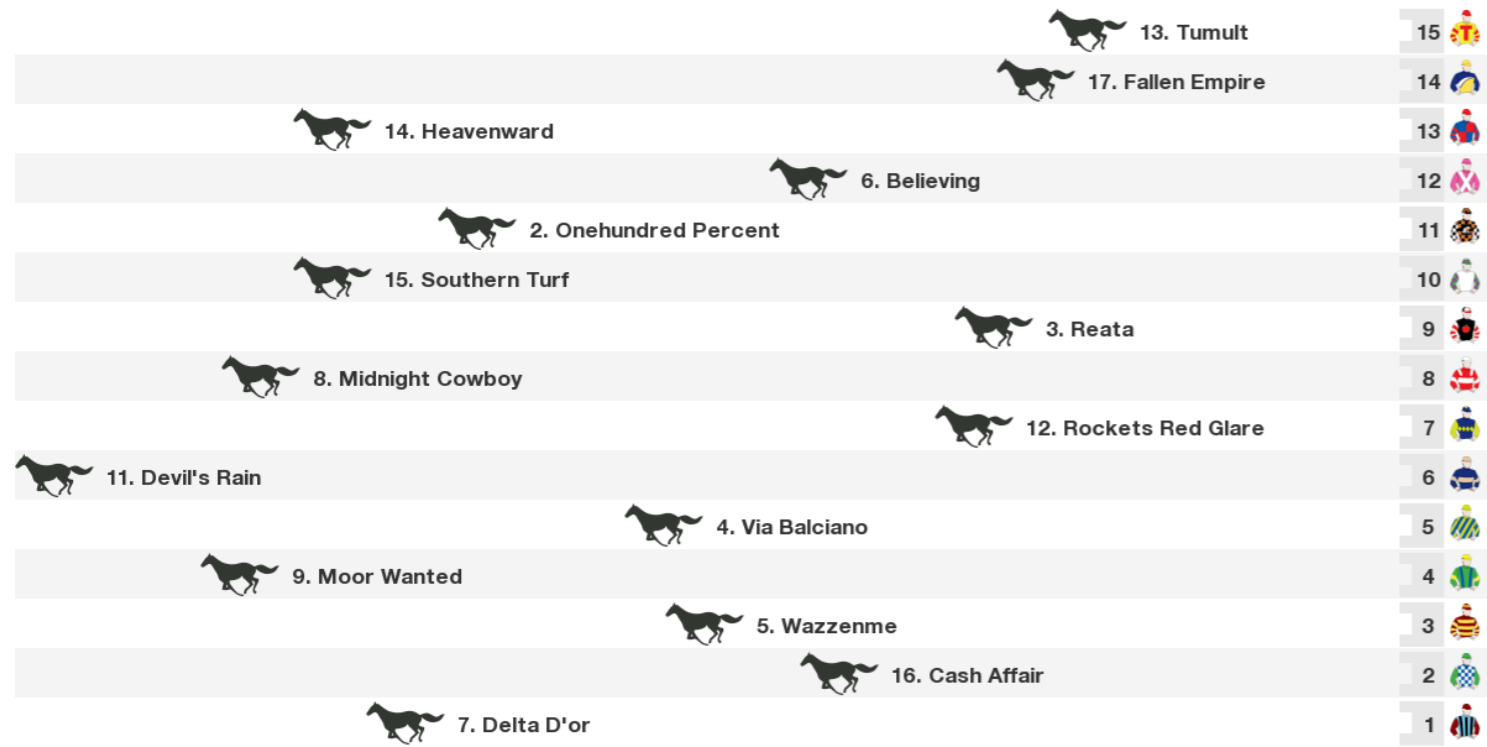 13. Tumult 15
T
17. Fallen Empire 14
14. Heavenward 13
6. Believing 12
2. Onehundred Percent 11
15. Southern Turf 10
3. Reata 9
8. Midnight Cowboy 8
12. Rockets Red Glare 7
11. Devil's Rain 6
4. Via Balciano 5
9. Moor Wanted 4
5. Wazzenme 3
16. Cash Affair 2
7. Delta D'or 1